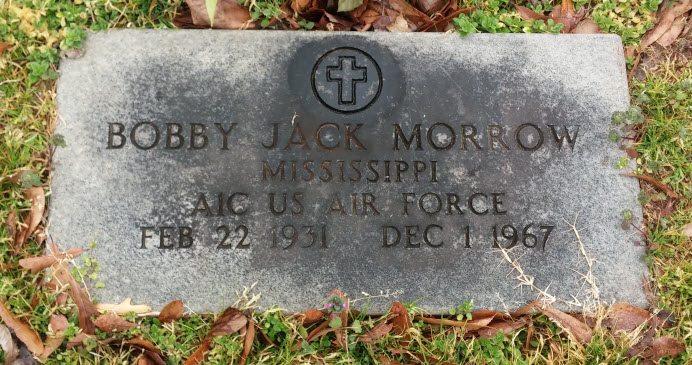 BOBBY JACK MORROW
MISSISSIPPI
A1C US AIR FORCE
FEB 22 1931 DEC 1 1967